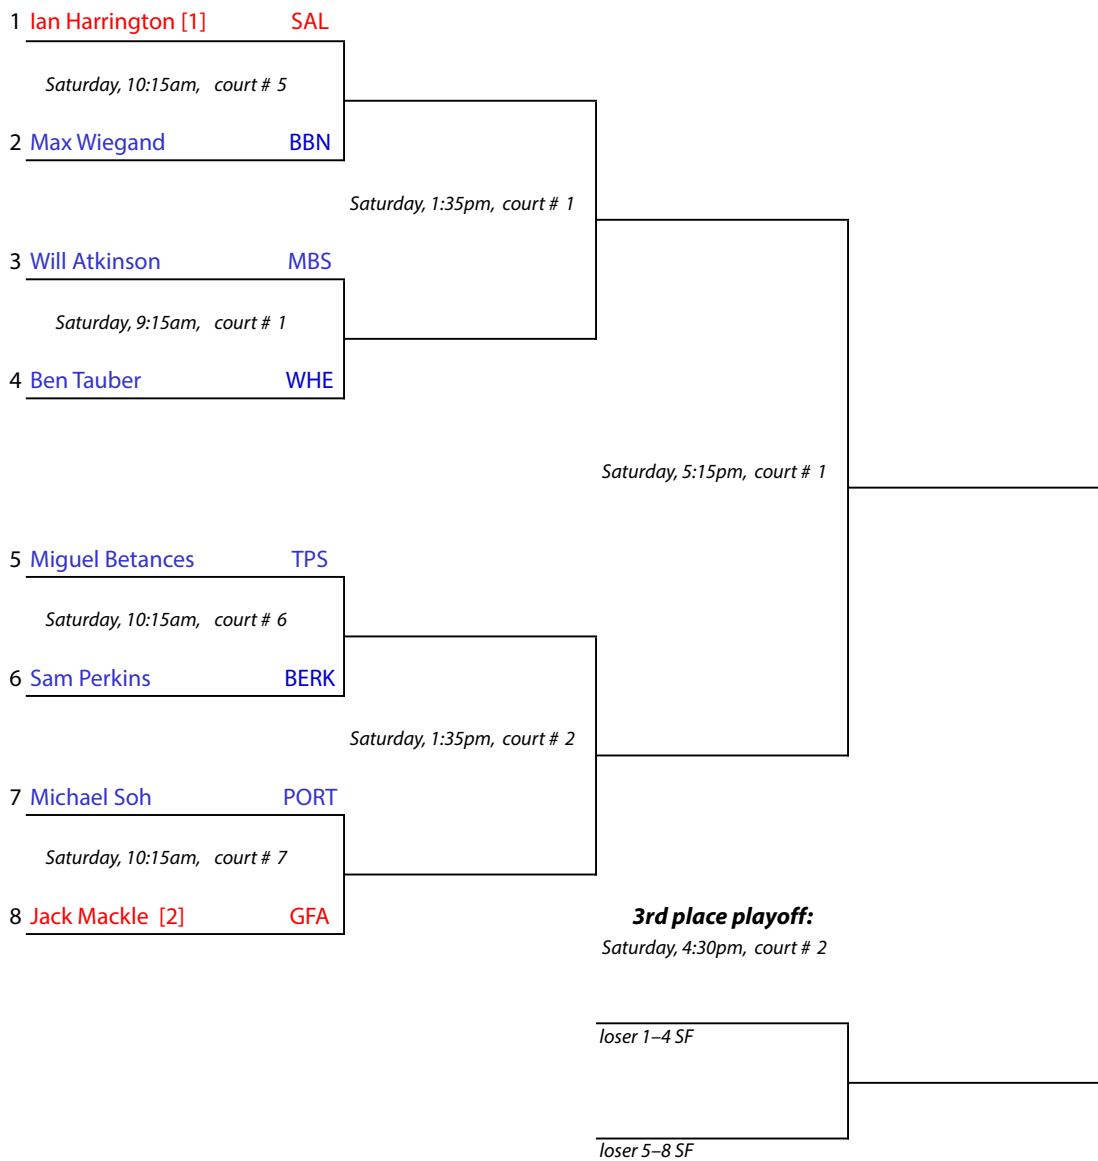 1 Ian Harrington [1] SAL
Saturday, 10:15am, court # 5
2 Max Wiegand BBN
Saturday, 1:35pm, court # 1
3 Will Atkinson MBS
Saturday, 9:15am, court # 1
4 Ben Tauber WHE
Saturday, 5:15pm, court # 1
5 Miguel Betances TPS
Saturday, 10:15am, court # 6
6 Sam Perkins BERK
Saturday, 1:35pm, court # 2
7 Michael Soh PORT
Saturday, 10:15am, court # 7
8 Jack Mackle [2] GFA
3rd place playoff:
Saturday, 4:30pm, court # 2
loser 1–4 SF
loser 5–8 SF